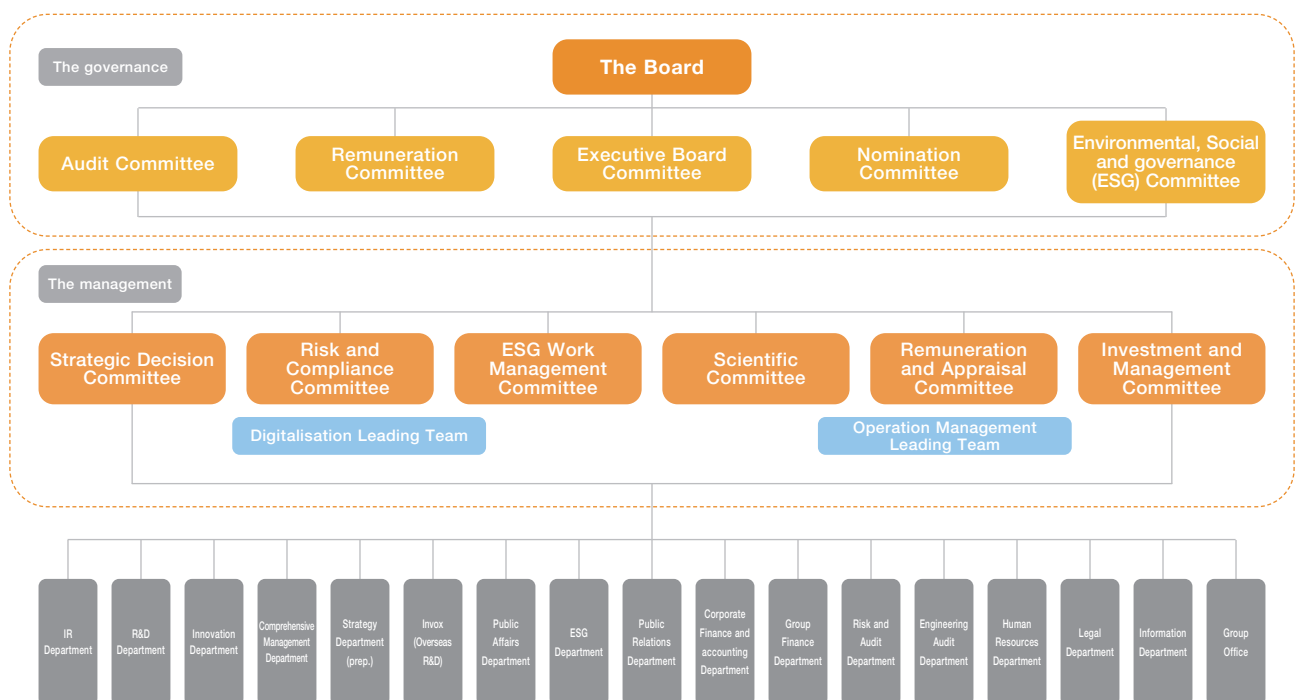 The governance
The Board
Audit Committee
Remuneration
Committee
Executive Board
Committee
Nomination
Committee
Environmental, Social
and governance
(ESG) Committee
The management
Strategic Decision
Committee
Risk and
Compliance
Committee
ESG Work
Management
Committee
Scientific
Committee
Remuneration
and Appraisal
Committee
Investment and
Management
Committee
Digitalisation Leading Team
Operation Management
Leading Team
IR
Department
R&D
Department
Innovation
Department
Comprehensive
Management
Department
Strategy
Department
(prep.)
Invox
(Overseas
R&D)
Public
Affairs
Department
ESG
Department
Public
Relations
Department
Corporate
Finance and
accounting
Department
Group
Finance
Department
Risk and
Audit
Department
Engineering
Audit
Department
Human
Resources
Department
Legal
Department
Information
Department
Group
Office